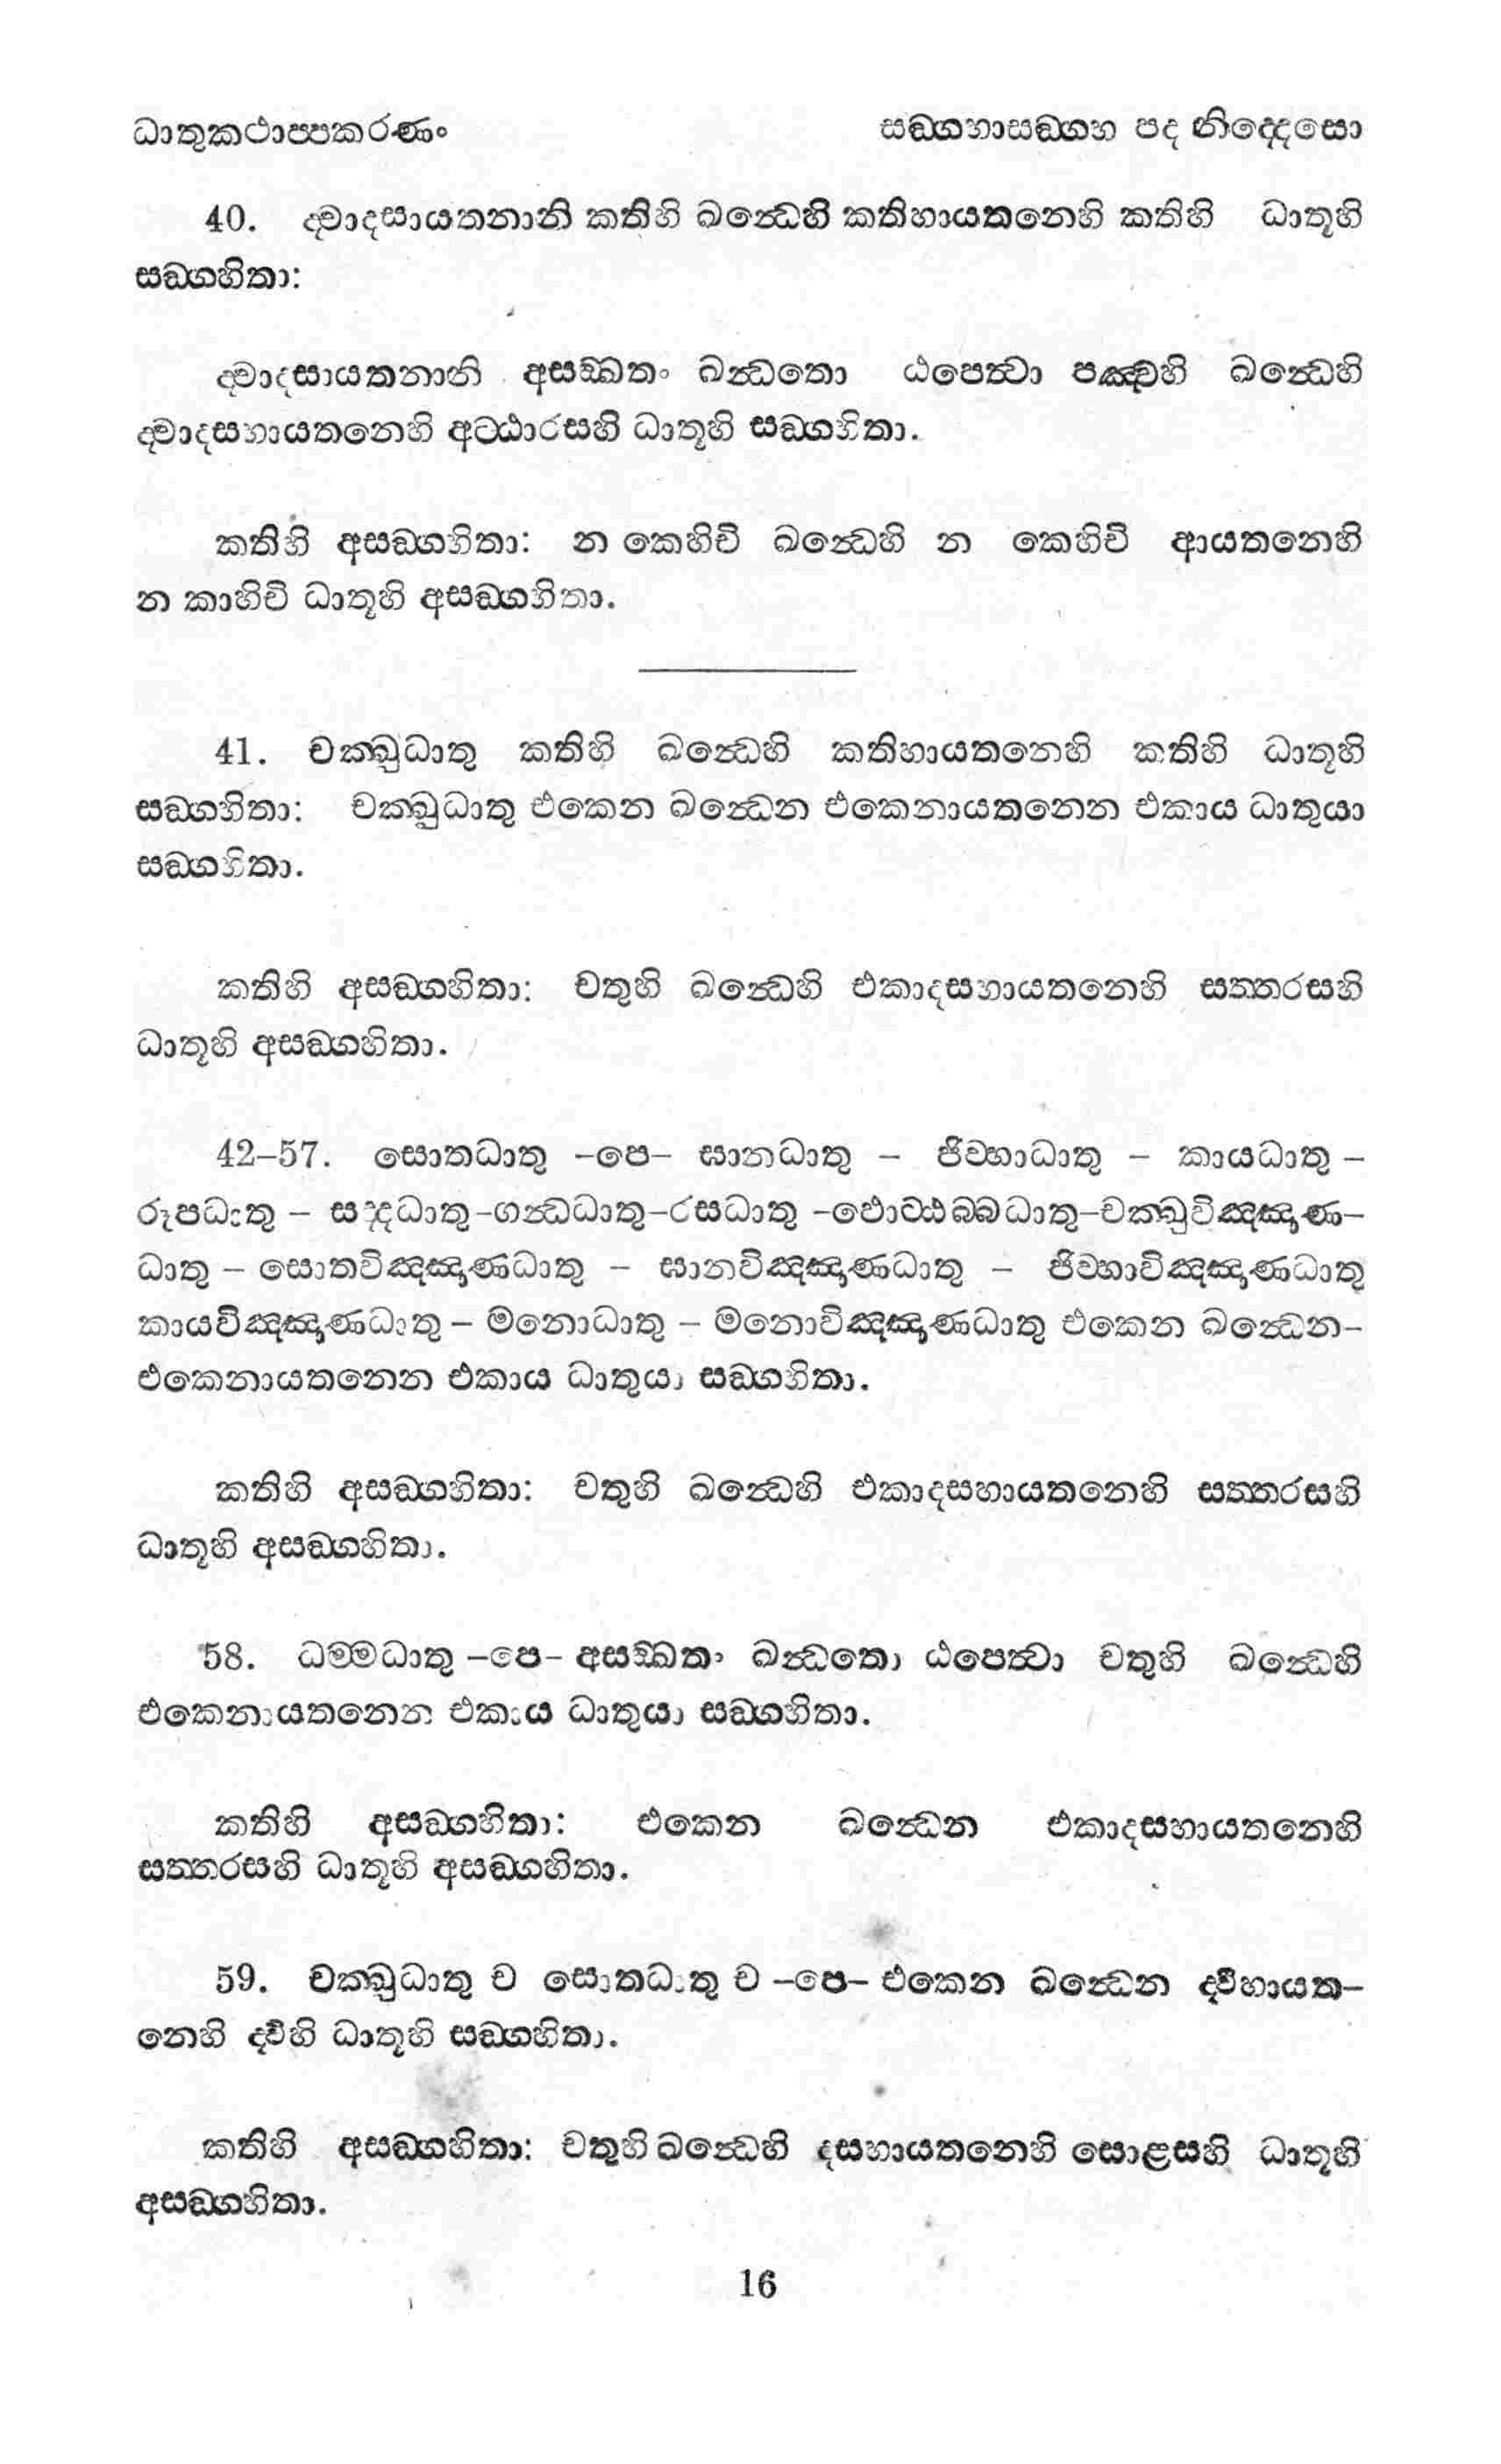 ධාතුකථාප්පකරණං
සඞ්ගහාසඞ්ගහ පද නිද්දෙසො
40. ද්වාදසායතනානි කතිහි ඛන්ධෙහි කතිහායතනෙහි කතිහි ධාතූහි
සඞ්ගහිතා:
ද්වාදසායතනානි අසඞ්ඛතං ඛන්ධතො ඨපෙත්වා පඤ්චහි ඛන්ධෙහි
ද්වාදසහායතනෙහි අට්ඨාරසහි ධාතූහි සඞ්ගහිතා.
කතිහි අසඞ්ගහිතා: න කෙහිචි ඛන්ධෙහි න කෙහිචි ආයතනෙහි
න කාහිචි ධාතූහි අසඞ්ගහිතා.
41. චක්ඛුධාතු කතිහි ඛන්ධෙහි කතිහායතනෙහි කතිහි ධාතූහි
සඞ්ගහිතා: චක්ඛුධාතු එකෙන ඛන්ධෙන එකෙනායතනෙන එකාය ධාතුයා
සඞ්ගහිතා.
කතිහි අසඞ්ගහිතා: චතුහි ඛන්ධෙහි එකාදසහායතනෙහි සත්තරසහි
ධාතූහි අසඞ්ගහිතා.
42–57. සොතධාතු -පෙ- ඝානධාතු – ජිව්හාධාතු – කායධාතු –
රූපධාතු – සද්දධාතු-ගන්ධධාතු-රසධාතු -ඵොට්ඨබ්බධාතු-චක්ඛුවිඤ්ඤාණ-
ධාතු – සොතවිඤ්ඤාණධාතු – ඝානවිඤ්ඤාණධාතු – ජිව්හාවිඤ්ඤාණධාතු
කායවිඤ්ඤාණධාතු – මනොධාතු – මනොවිඤ්ඤාණධාතු එකෙන ඛන්ධෙන-
එකෙනායතනෙන එකාය ධාතුයා සඞ්ගහිතා.
කතිහි අසඞ්ගහිතා: චතුහි ඛන්ධෙහි එකාදසහායතනෙහි සත්තරසහි
ධාතූහි අසඞ්ගහිතා.
58. ධම්මධාතු -පෙ- අසඞ්ඛතං ඛන්ධතො ඨපෙත්වා චතුහි ඛන්ධෙහි
එකෙනායතනෙන එකාය ධාතුයා සඞ්ගහිතා.
කතිහි අසඞ්ගහිතා: එකෙන ඛන්ධෙන එකාදසහායතනෙහි
සත්තරසහි ධාතූහි අසඞ්ගහිතා.
59. චක්ඛුධාතු ච සොතධාතු ච -පෙ- එකෙන ඛන්ධෙන ද්වීහායත-
නෙහි ද්වීහි ධාතූහි සඞ්ගහිතා.
කතිහි අසඞ්ගහිතා: චතුහි ඛන්ධෙහි දසහායතනෙහි සොළසහි ධාතූහි
අසඞ්ගහිතා.
16